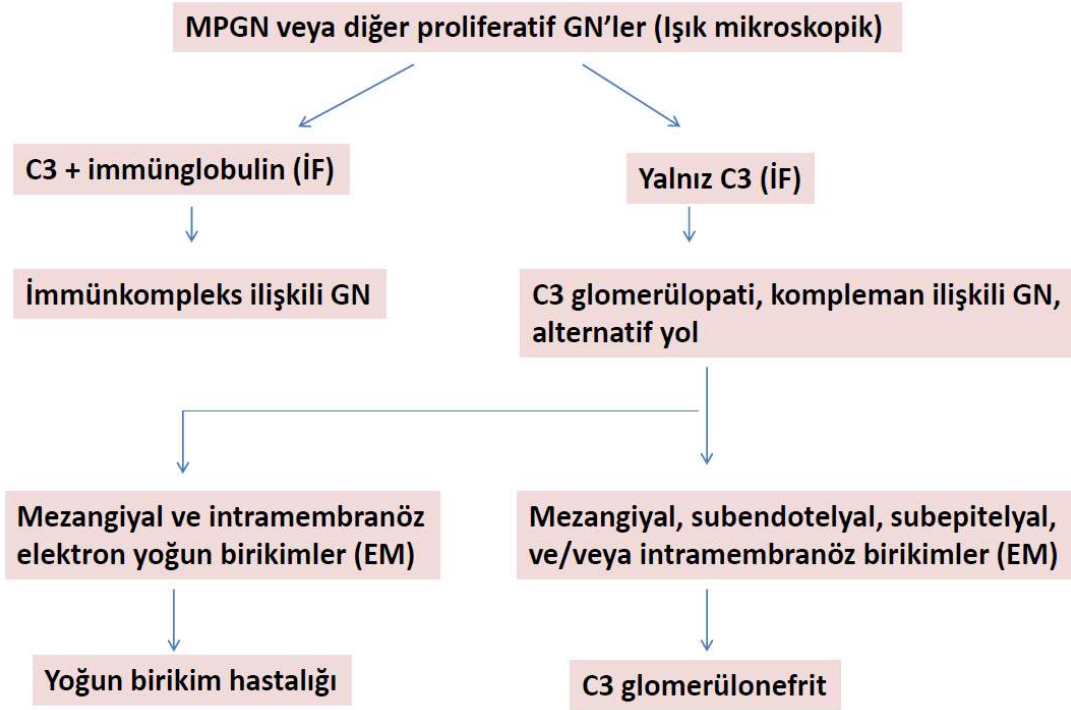 MPGN veya diğer proliferatif GN’ler (Işık mikroskopik)
C3 + immünglobulin (İF)
Yalnız C3 (İF)
İmmünkompleks ilişkili GN
C3 glomerülopati, kompleman ilişkili GN,
alternatif yol
Mezangiyal ve intramembranöz
elektron yoğun birikimler (EM)
Mezangiyal, subendotelyal, subepitelyal,
ve/veya intramembranöz birikimler (EM)
Yoğun birikim hastalığı
C3 glomerülonefrit